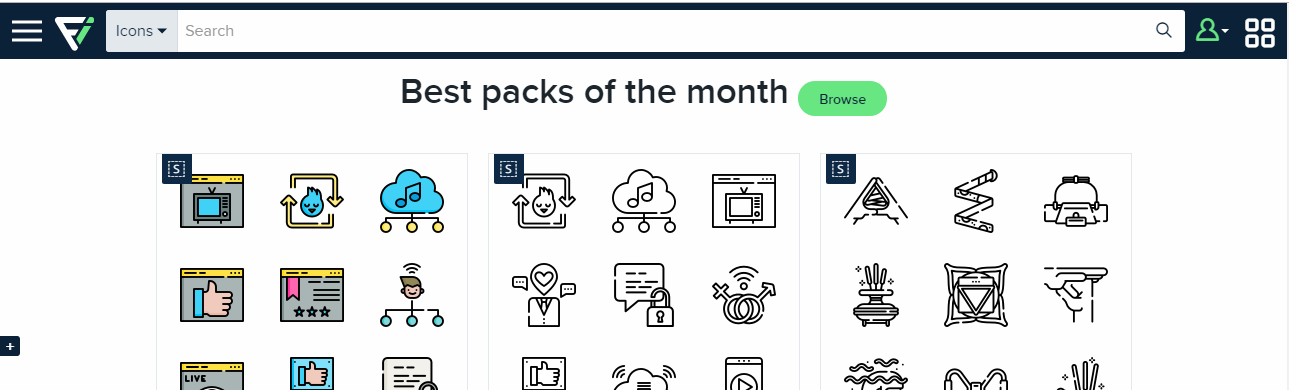 Icons Search
Best packs of the month Browse
S S S
LIVE